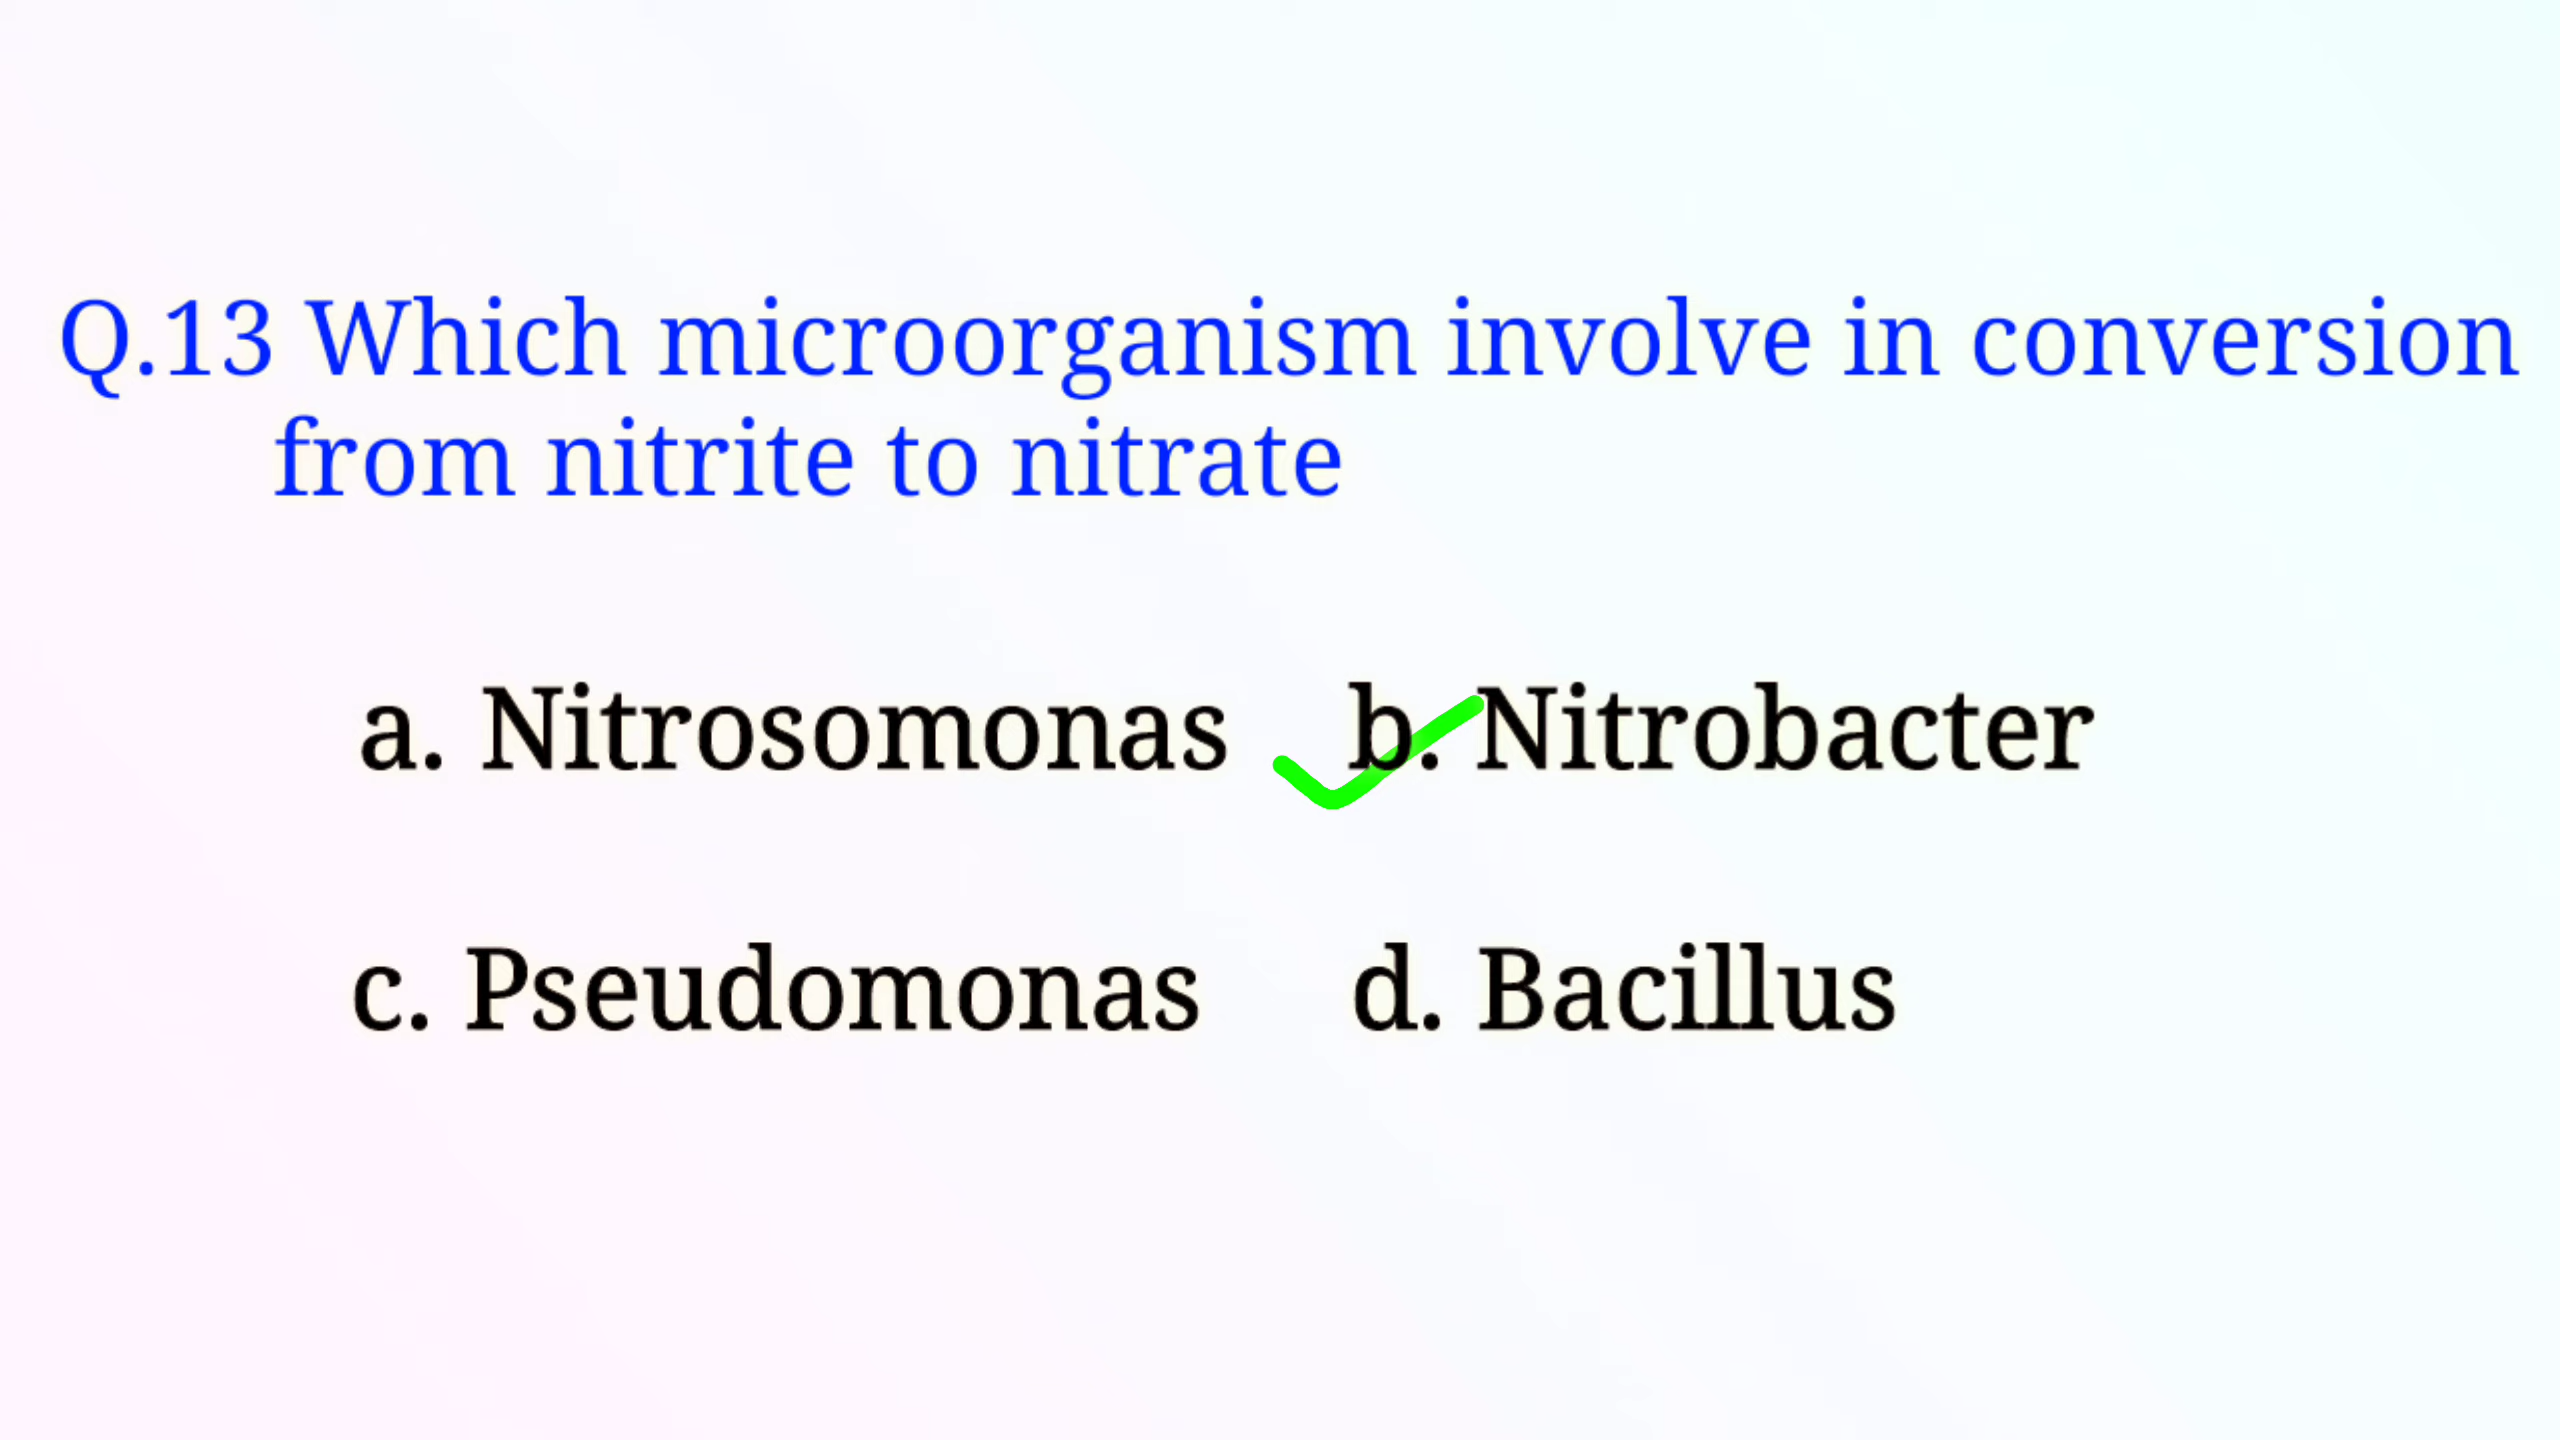 Q.13 Which microorganism involve in conversion
from nitrite to nitrate
a. Nitrosomonas b. Nitrobacter
c. Pseudomonas d. Bacillus